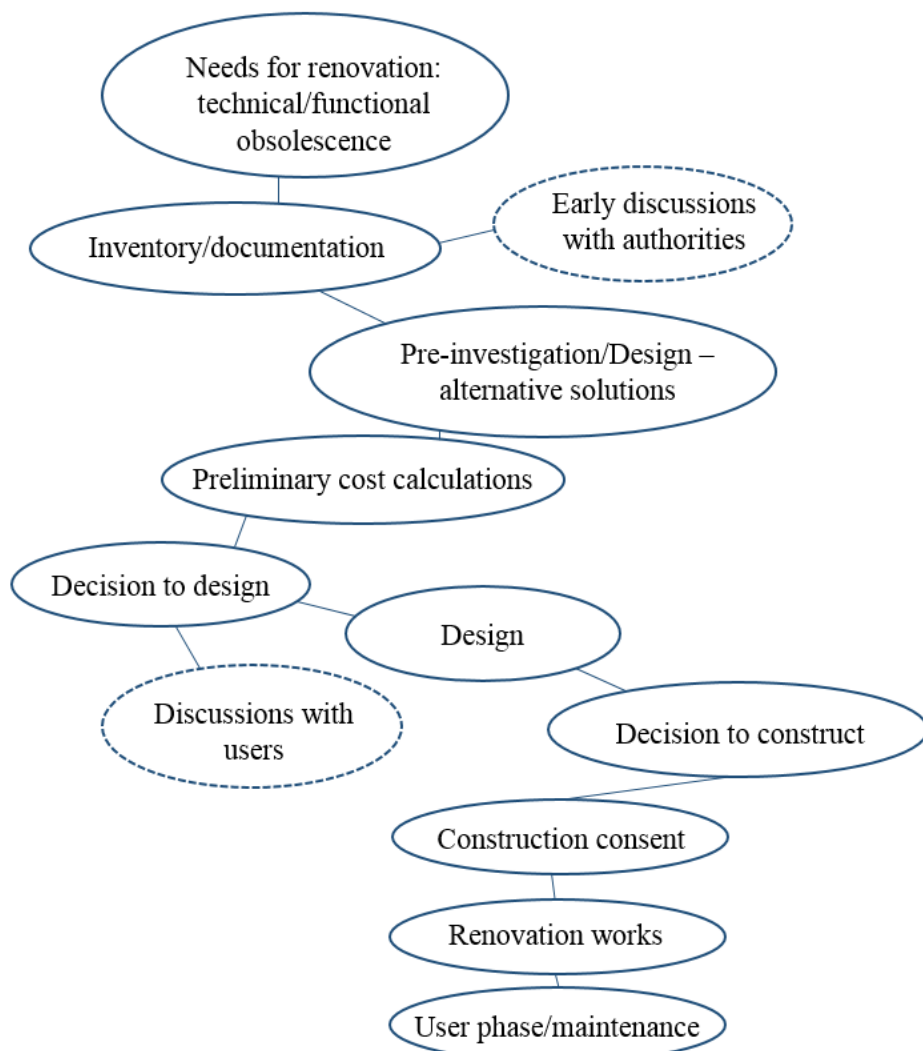 Needs for renovation:
technical/functional
obsolescence
Early discussions
with authorities
Inventory/documentation
Pre-investigation/Design –
alternative solutions
Preliminary cost calculations
Decision to design
Design
Discussions with
users
Decision to construct
Construction consent
Renovation works
User phase/maintenance